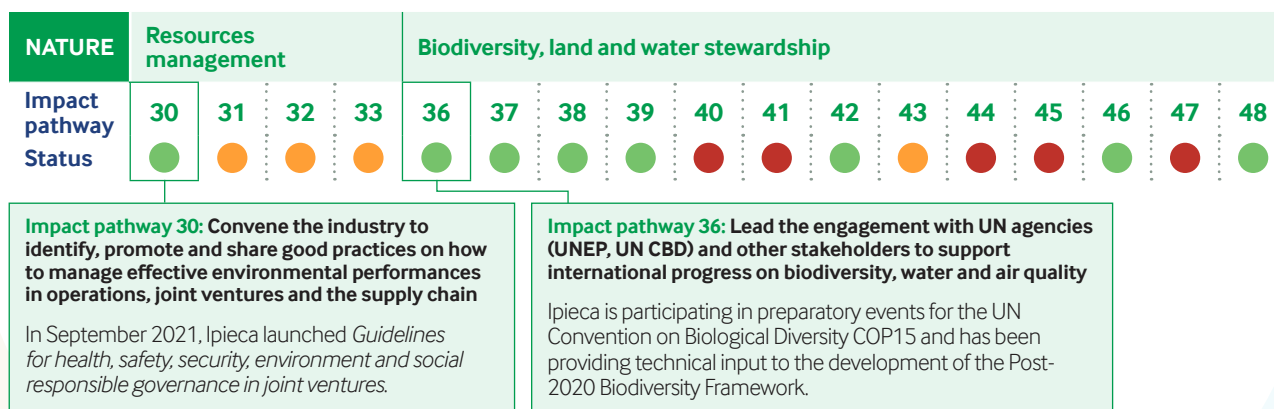 NATURE
Resources
management
Biodiversity, land and water stewardship
Impact
pathway
30 31 32 33 36 37 38 39 40 41 42 43 44 45 46 47 48
Status
Impact pathway 30: Convene the industry to
identify, promote and share good practices on how
to manage effective environmental performances
in operations, joint ventures and the supply chain
In September 2021, Ipieca launched Guidelines
for health, safety, security, environment and social
responsible governance in joint ventures.
Impact pathway 36: Lead the engagement with UN agencies
(UNEP, UN CBD) and other stakeholders to support
international progress on biodiversity, water and air quality
Ipieca is participating in preparatory events for the UN
Convention on Biological Diversity COP15 and has been
providing technical input to the development of the Post-
2020 Biodiversity Framework.